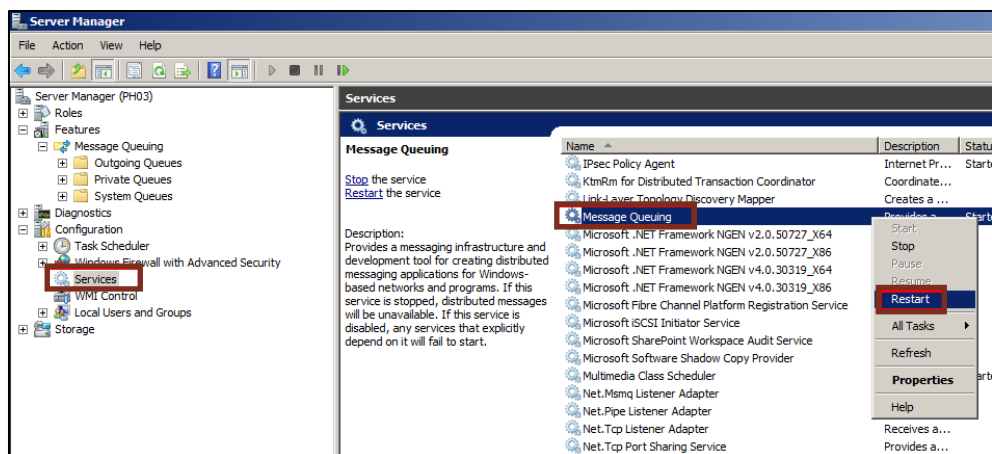 Server Manager
File Action View Help
Server Manager (PH03)
Roles
Features
Message Queuing
Outgoing Queues
Private Queues
System Queues
Diagnostics
Configuration
Task Scheduler
Windows Firewall with Advanced Security
Services
WMI Control
Local Users and Groups
Storage
Services
Services
Message Queuing
Stop the service
Restart the service
Description:
Provides a messaging infrastructure and
development tool for creating distributed
messaging applications for Windows-
based networks and programs. If this
service is stopped, distributed messages
will be unavailable. If this service is
disabled, any services that explicitly
depend on it will fail to start.
Name Description Statu
IPsec Policy Agent Internet Pr... Starte
KtmRm for Distributed Transaction Coordinator Coordinate...
Link-Layer Topology Discovery Mapper Creates a ...
Message Queuing Provides a Starte
Microsoft .NET Framework NGEN v2.0.50727_X64
Microsoft .NET Framework NGEN v2.0.50727_X86
Microsoft .NET Framework NGEN v4.0.30319_X64
Microsoft .NET Framework NGEN v4.0.30319_X86
Microsoft Fibre Channel Platform Registration Service
Microsoft iSCSI Initiator Service
Microsoft SharePoint Workspace Audit Service
Microsoft Software Shadow Copy Provider
Multimedia Class Scheduler
Net.Msmq Listener Adapter
Net.Pipe Listener Adapter
Net.Tcp Listener Adapter Receives a...
Net.Tcp Port Sharing Service Provides a...
Start
Stop
Pause
Resume
Restart
All Tasks
Refresh
Properties
Help